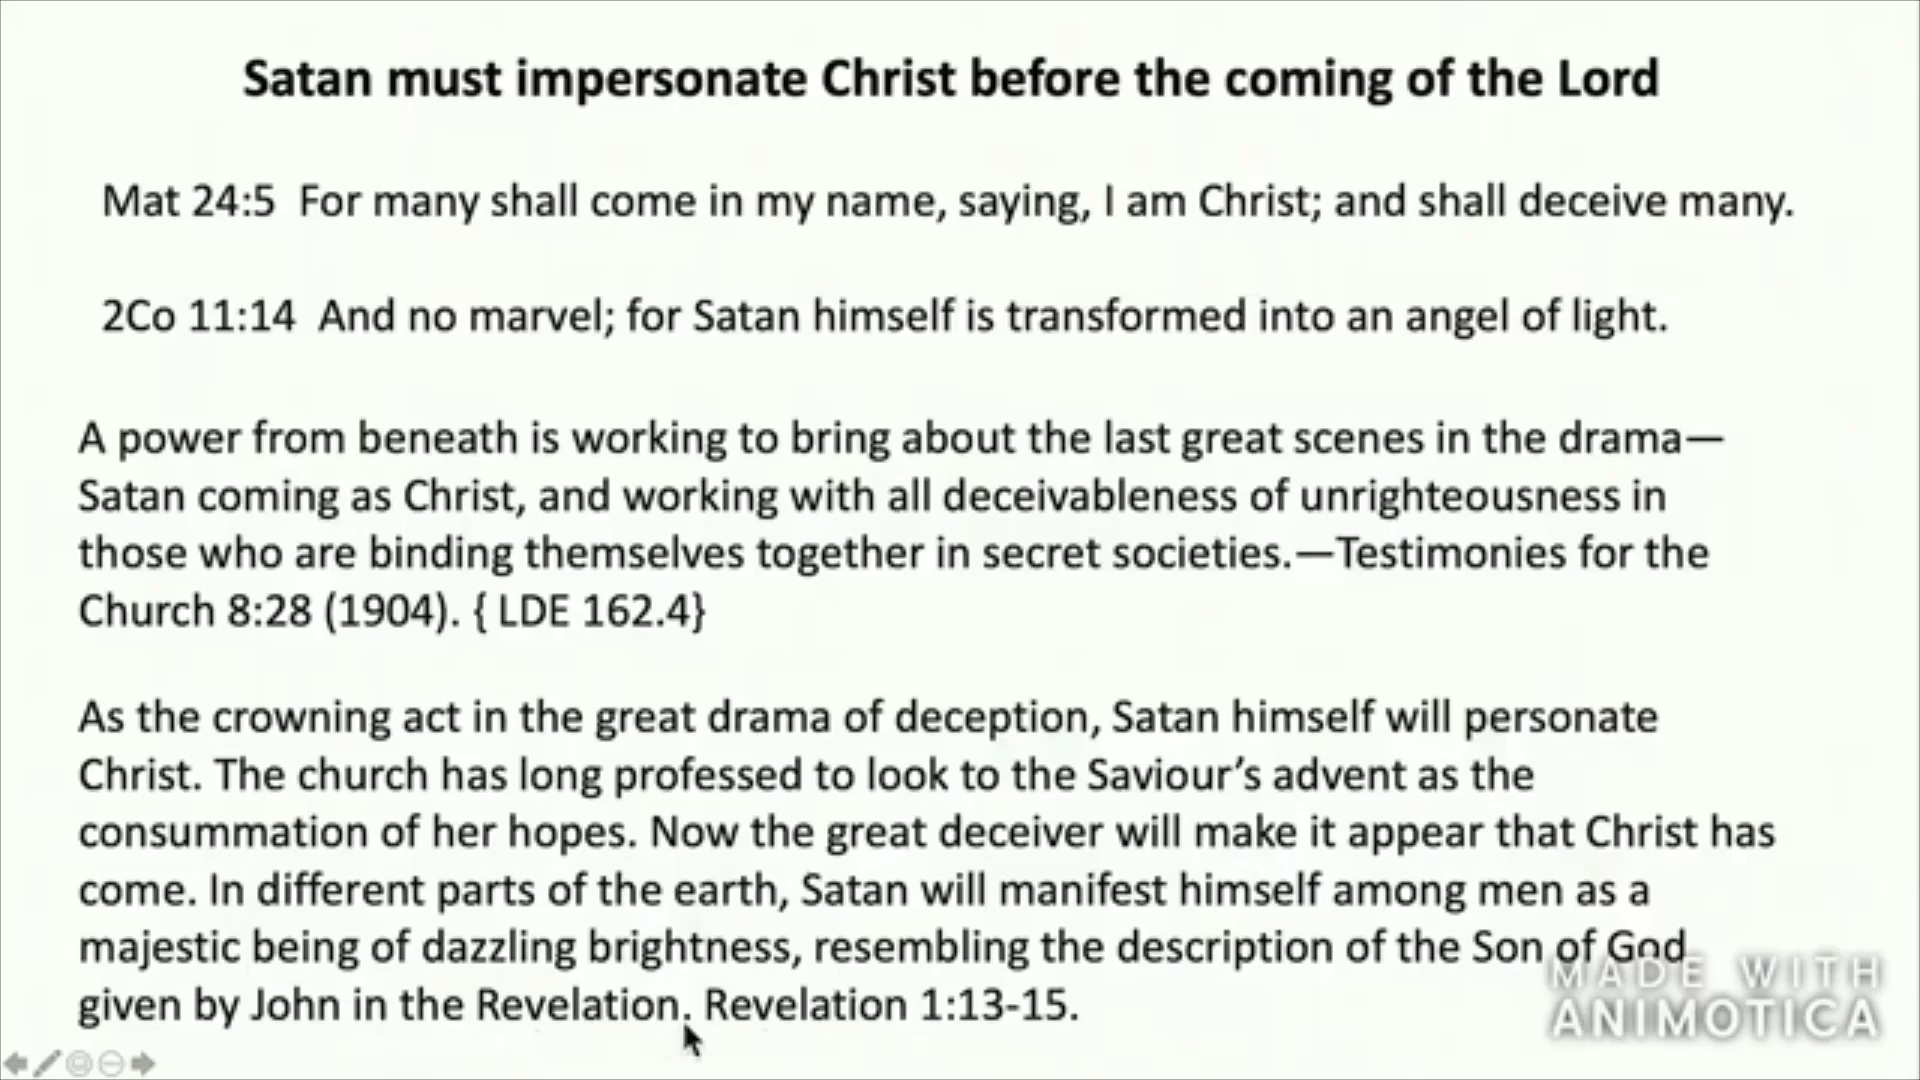 Satan must impersonate Christ before the coming of the Lord
Mat 24:5  For many shall come in my name, saying, I am Christ; and shall deceive many.
2Co 11:14  And no marvel; for Satan himself is transformed into an angel of light.
A power from beneath is working to bring about the last great scenes in the drama—
Satan coming as Christ, and working with all deceivableness of unrighteousness in
those who are binding themselves together in secret societies.—Testimonies for the
Church 8:28 (1904). { LDE 162.4}
As the crowning act in the great drama of deception, Satan himself will personate
Christ. The church has long professed to look to the Saviour’s advent as the
consummation of her hopes. Now the great deceiver will make it appear that Christ has
come. In different parts of the earth, Satan will manifest himself among men as a
majestic being of dazzling brightness, resembling the description of the Son of God
given by John in the Revelation. Revelation 1:13-15.
MADE WITH
ANIMOTICA